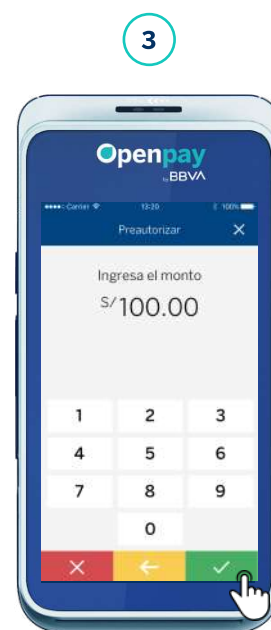 3
Openpay
by BBVA
Carrier 13:20 100%
Preautorizar
Ingresa el monto
S/100.00
1 2 3
4 5 6
7 8 9
0